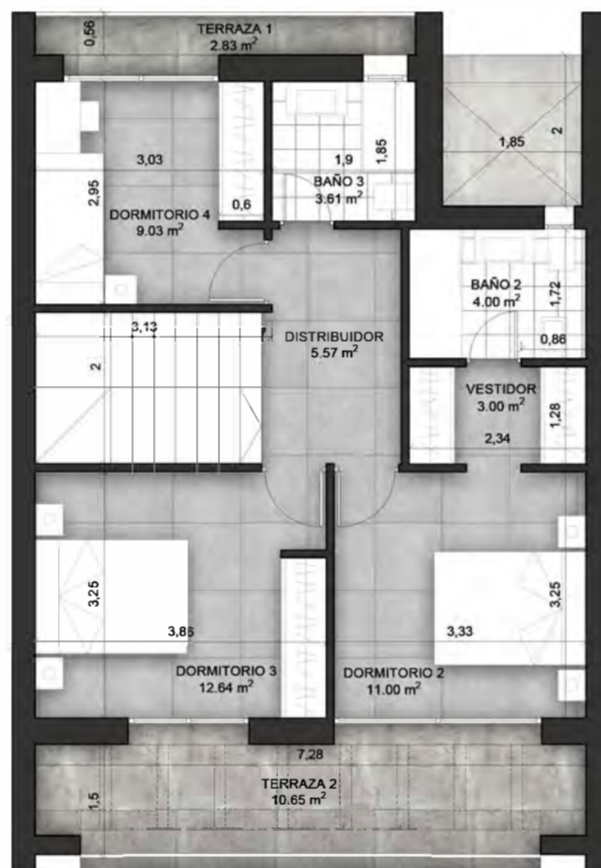 0,56
TERRAZA 1
2.83 m²
3,03
2,95
0,6
DORMITORIO 4
9.03 m²
1,9
1,85
BAÑO 3
3.61 m²
1,85
2
BAÑO 2
4.00 m²
1,72
0,86
3,13
2
DISTRIBUIDOR
5.57 m²
VESTIDOR
3.00 m²
2,34
1,28
3,25
3,86
DORMITORIO 3
12.64 m²
3,33
3,25
DORMITORIO 2
11.00 m²
7,28
1,5
TERRAZA 2
10.65 m²